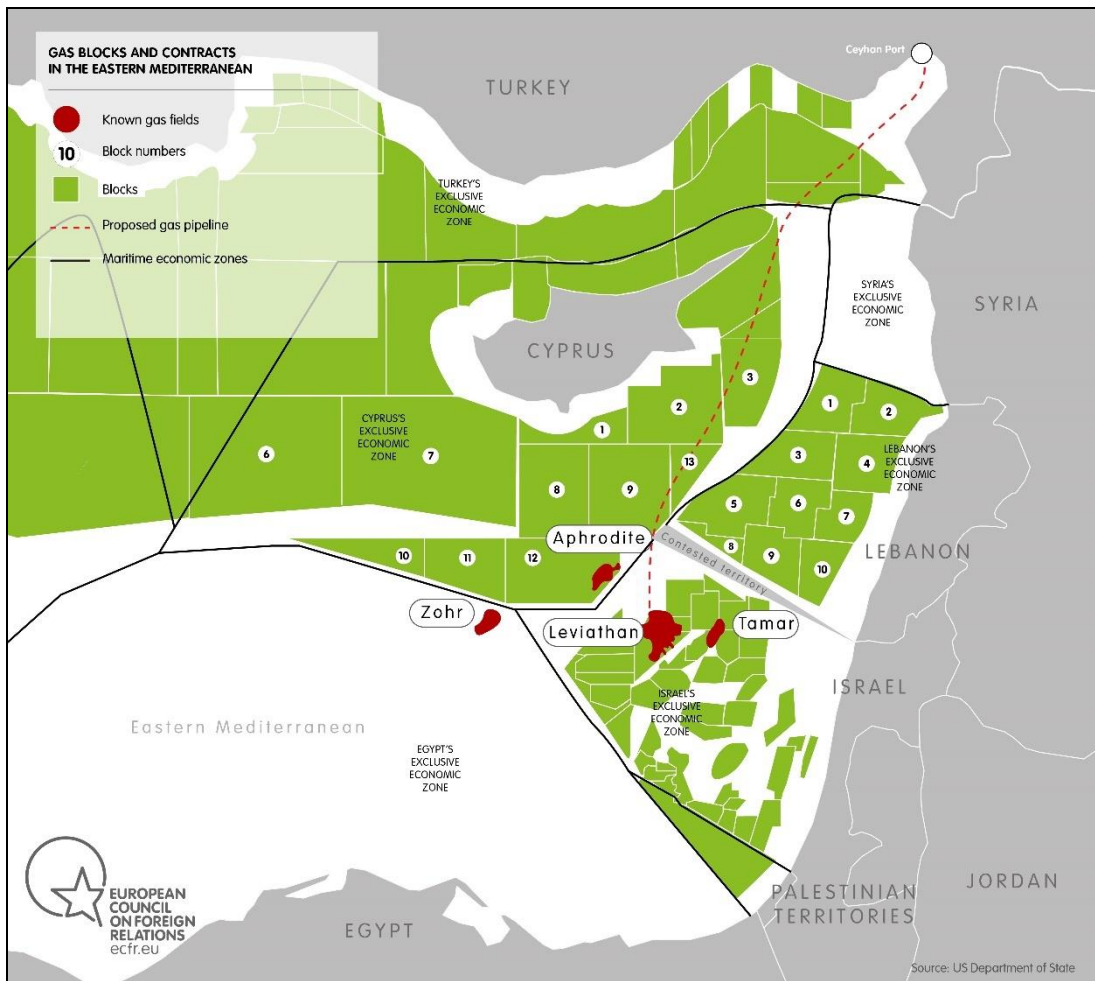 GAS BLOCKS AND CONTRACTS
IN THE EASTERN MEDITERRANEAN
Known gas fields
10
Block numbers
Blocks
Proposed gas pipeline
Maritime economic zones
Ceyhan Port
TURKEY
TURKEY'S
EXCLUSIVE
ECONOMIC
ZONE
SYRIA'S
EXCLUSIVE
ECONOMIC
ZONE
SYRIA
CYPRUS
3
2
1
1
2
CYPRUS'S
EXCLUSIVE
ECONOMIC
ZONE
6
7
13
3
4
LEBANON'S
EXCLUSIVE
ECONOMIC
ZONE
8
9
5
6
7
Aphrodite
Contested territory
8
9
10
LEBANON
10
11
12
Zohr
Leviathan
Tamar
ISRAEL
ISRAEL'S
EXCLUSIVE
ECONOMIC
ZONE
Eastern Mediterranean
EGYPT'S
EXCLUSIVE
ECONOMIC
ZONE
EUROPEAN
COUNCIL
ON FOREIGN
RELATIONS
ecfr.eu
EGYPT
PALESTINIAN
TERRITORIES
JORDAN
Source: US Department of State